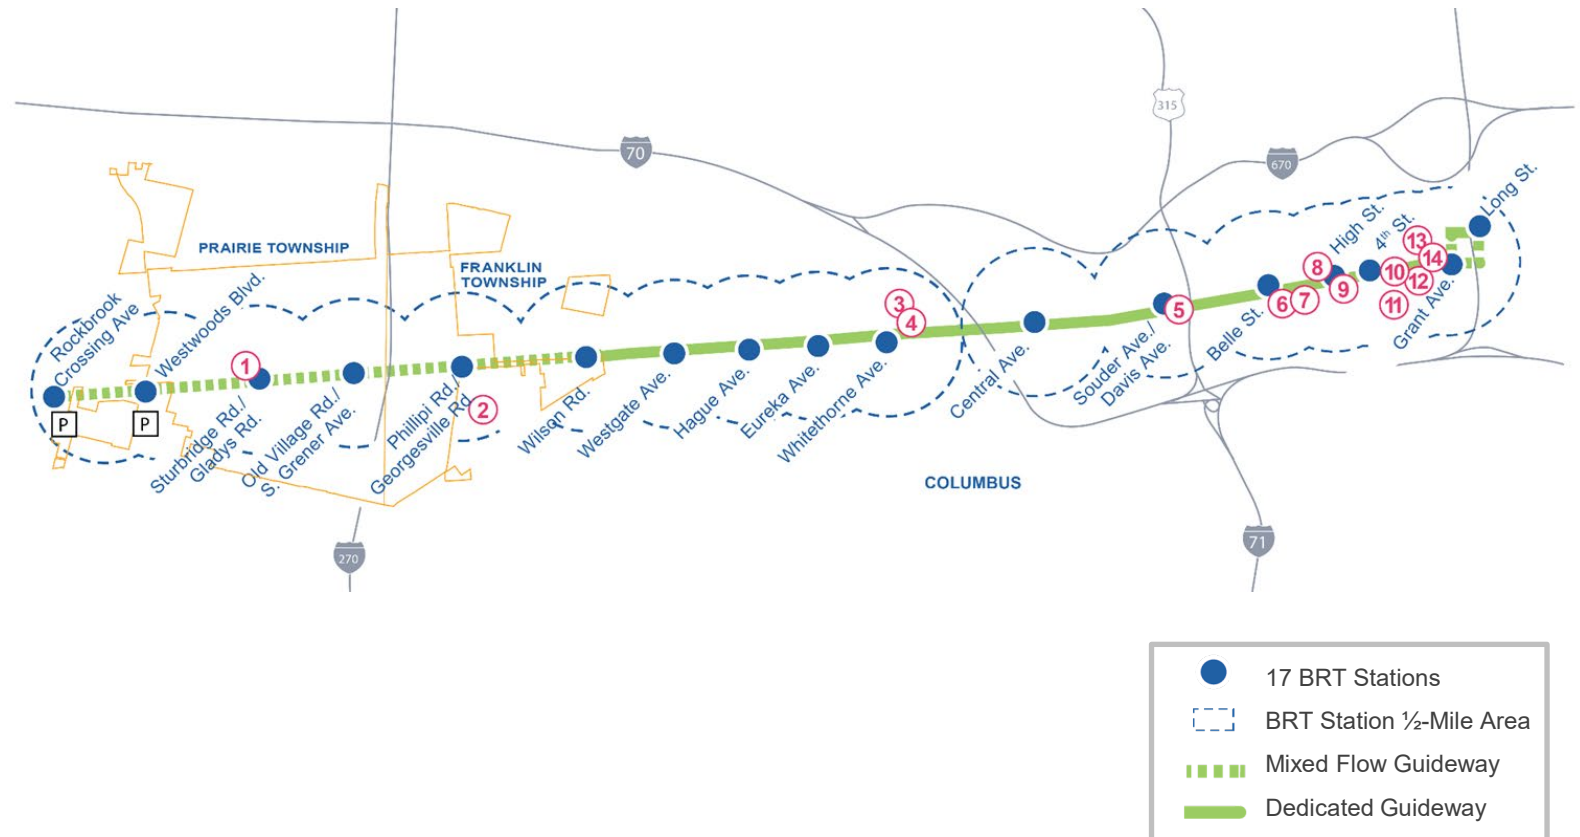 315
70
670
Long St.
High St.
4th St.
13
PRAIRIE TOWNSHIP
14
FRANKLIN
TOWNSHIP
8
10
12
9
11
6
7
Rockbrook
Crossing Ave
Westwoods Blvd.
3
4
5
Belle St.
Grant Ave.
1
P
P
2
Sturbridge Rd./
Gladys Rd.
Old Village Rd./
S. Grener Ave.
Phillipi Rd./
Georgesville Rd.
Wilson Rd.
Westgate Ave.
Hague Ave.
Eureka Ave.
Whitethorne Ave.
Central Ave.
Souder Ave./
Davis Ave.
COLUMBUS
270
71
17 BRT Stations
BRT Station ½-Mile Area
Mixed Flow Guideway
Dedicated Guideway